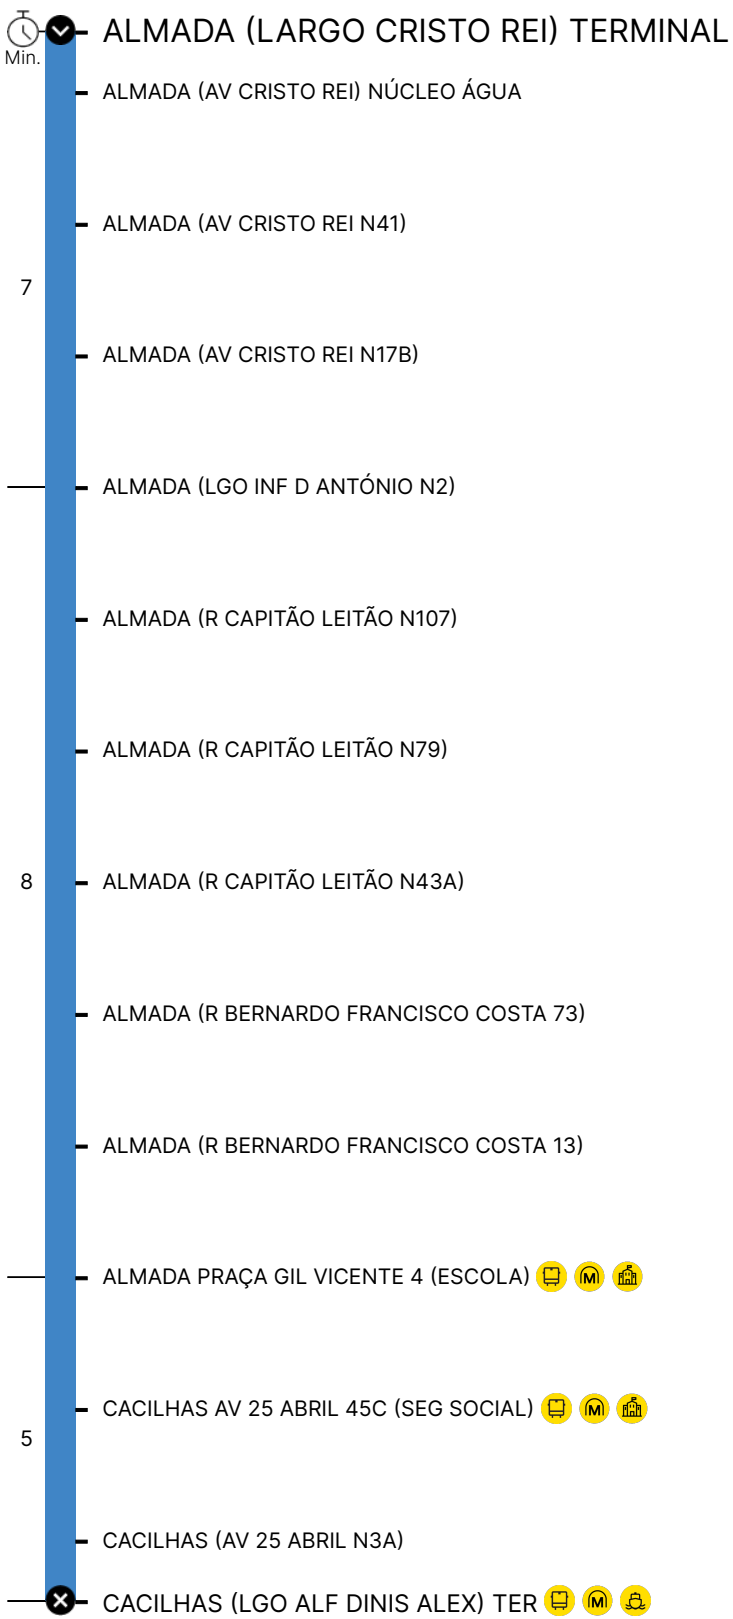 ALMADA (LARGO CRISTO REI) TERMINAL
Min.
ALMADA (AV CRISTO REI) NÚCLEO ÁGUA
ALMADA (AV CRISTO REI N41)
7
ALMADA (AV CRISTO REI N17B)
ALMADA (LGO INF D ANTÓNIO N2)
ALMADA (R CAPITÃO LEITÃO N107)
ALMADA (R CAPITÃO LEITÃO N79)
8
ALMADA (R CAPITÃO LEITÃO N43A)
ALMADA (R BERNARDO FRANCISCO COSTA 73)
ALMADA (R BERNARDO FRANCISCO COSTA 13)
ALMADA PRAÇA GIL VICENTE 4 (ESCOLA) M
CACILHAS AV 25 ABRIL 45C (SEG SOCIAL) M
5
CACILHAS (AV 25 ABRIL N3A)
CACILHAS (LGO ALF DINIS ALEX) TER M